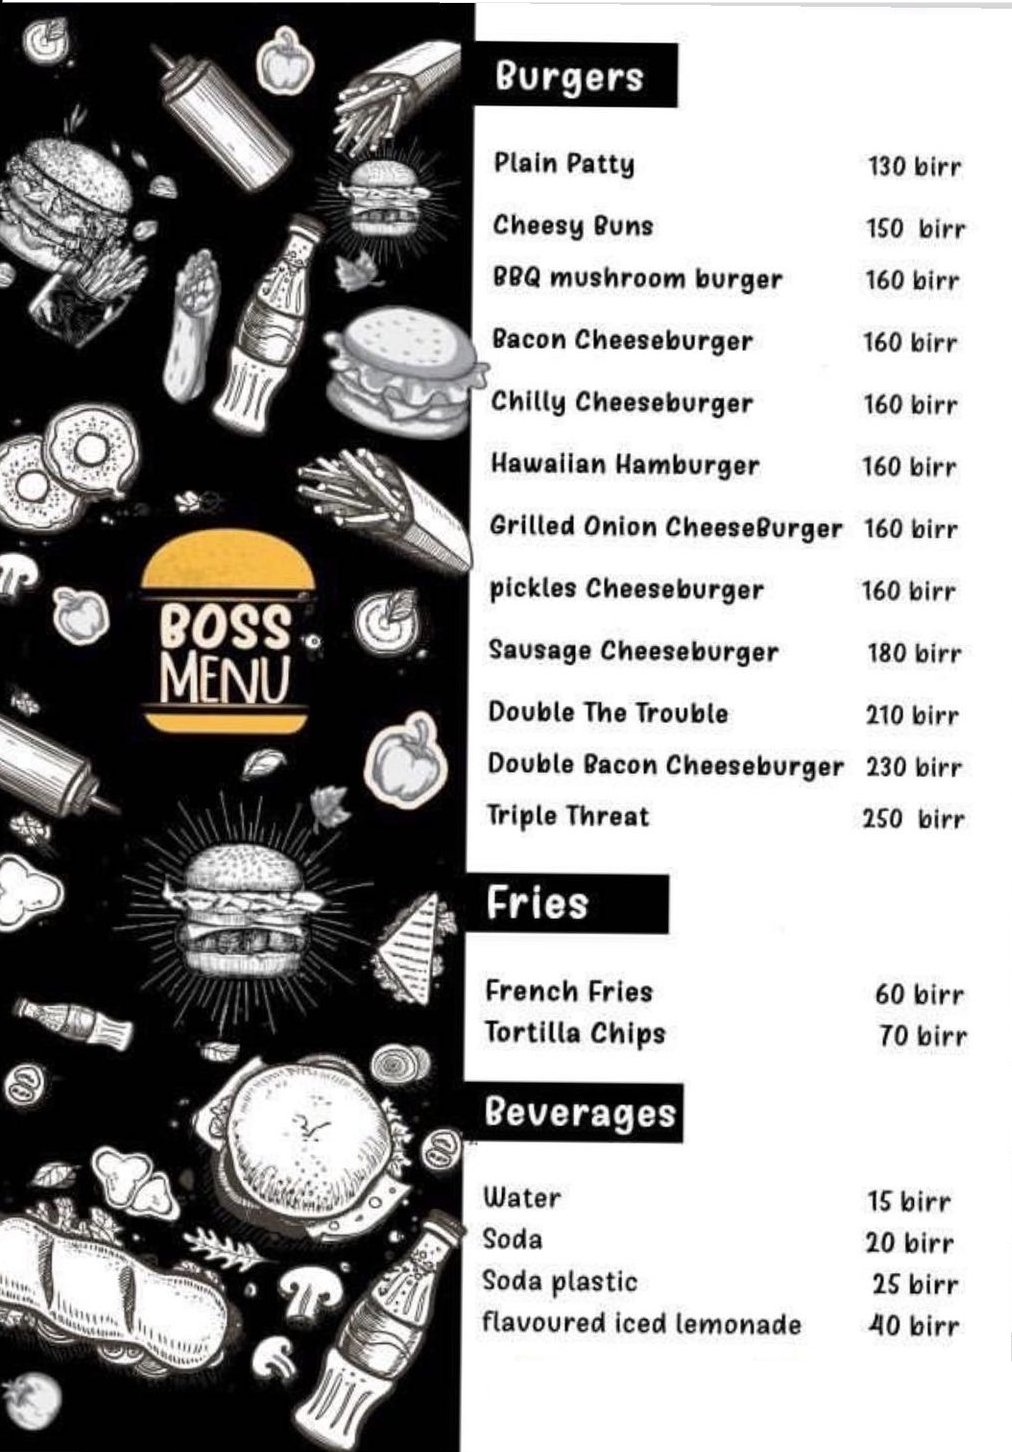 Burgers
Plain Patty 130 birr
Cheesy Buns 150 birr
BBQ mushroom burger 160 birr
Bacon Cheeseburger 160 birr
Chilly Cheeseburger 160 birr
Hawaiian Hamburger 160 birr
Grilled Onion CheeseBurger 160 birr
pickles Cheeseburger 160 birr
Sausage Cheeseburger 180 birr
Double The Trouble 210 birr
Double Bacon Cheeseburger 230 birr
Triple Threat 250 birr
BOSS
MENU
Fries
French Fries 60 birr
Tortilla Chips 70 birr
Beverages
Water 15 birr
Soda 20 birr
Soda plastic 25 birr
flavoured iced lemonade 40 birr